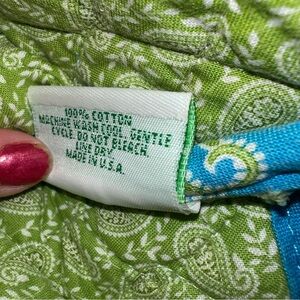 100% COTTON
MACHINE WASH COOL, GENTLE
CYCLE. DO NOT BLEACH.
LINE DRY.
MADE IN U.S.A.